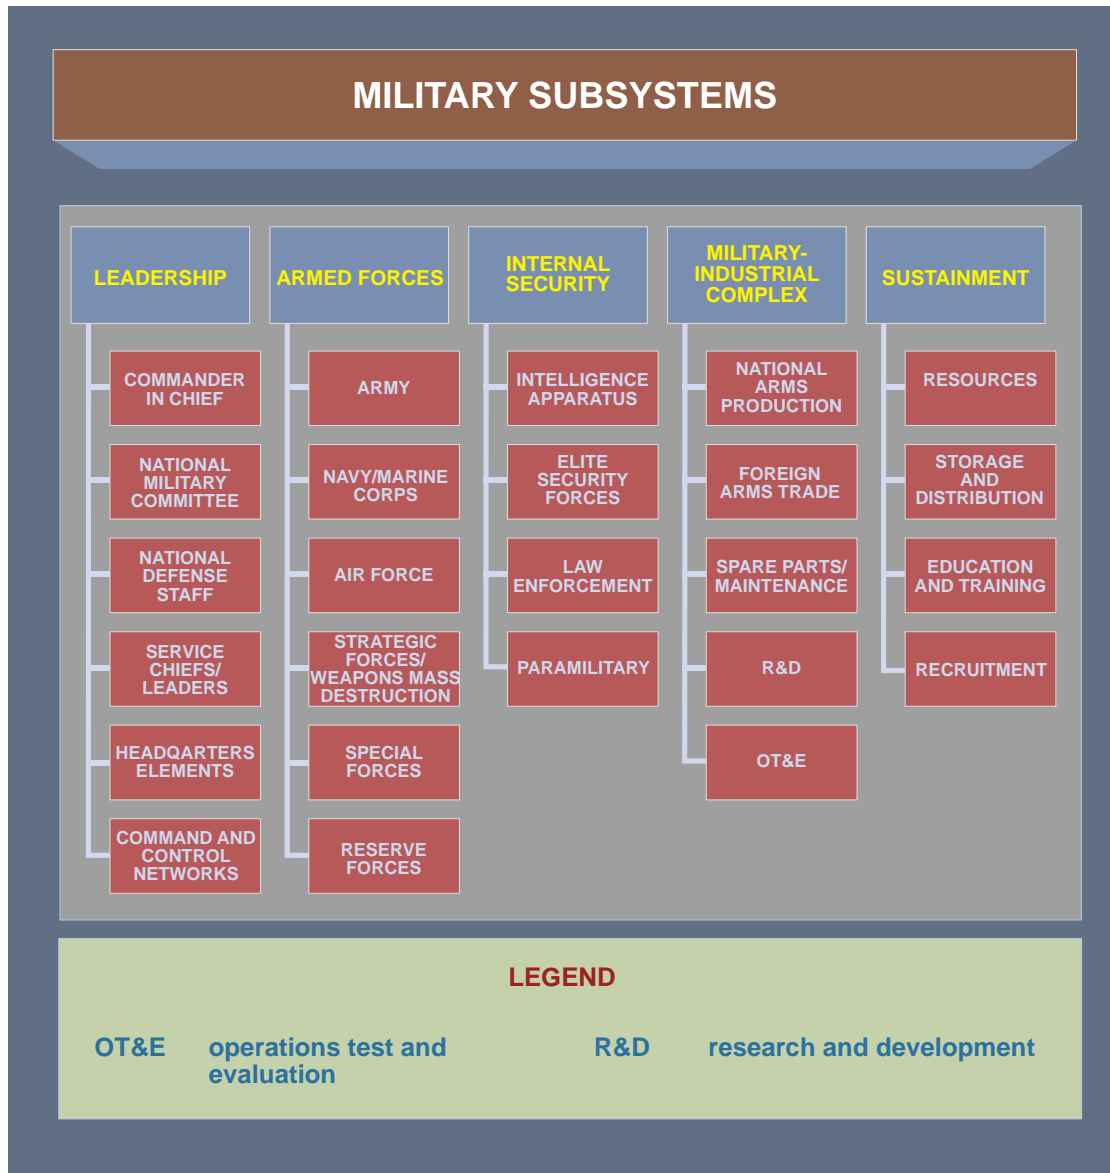 MILITARY SUBSYSTEMS
LEADERSHIP
COMMANDER
IN CHIEF
NATIONAL
MILITARY
COMMITTEE
NATIONAL
DEFENSE
STAFF
SERVICE
CHIEFS/
LEADERS
HEADQARTERS
ELEMENTS
COMMAND AND
CONTROL
NETWORKS
ARMED FORCES
ARMY
NAVY/MARINE
CORPS
AIR FORCE
STRATEGIC
FORCES/
WEAPONS MASS
DESTRUCTION
SPECIAL
FORCES
RESERVE
FORCES
INTERNAL
SECURITY
INTELLIGENCE
APPARATUS
ELITE
SECURITY
FORCES
LAW
ENFORCEMENT
PARAMILITARY
MILITARY-
INDUSTRIAL
COMPLEX
NATIONAL
ARMS
PRODUCTION
FOREIGN
ARMS TRADE
SPARE PARTS/
MAINTENANCE
R&D
OT&E
SUSTAINMENT
RESOURCES
STORAGE
AND
DISTRIBUTION
EDUCATION
AND TRAINING
RECRUITMENT
LEGEND
OT&E operations test and
evaluation
R&D research and development